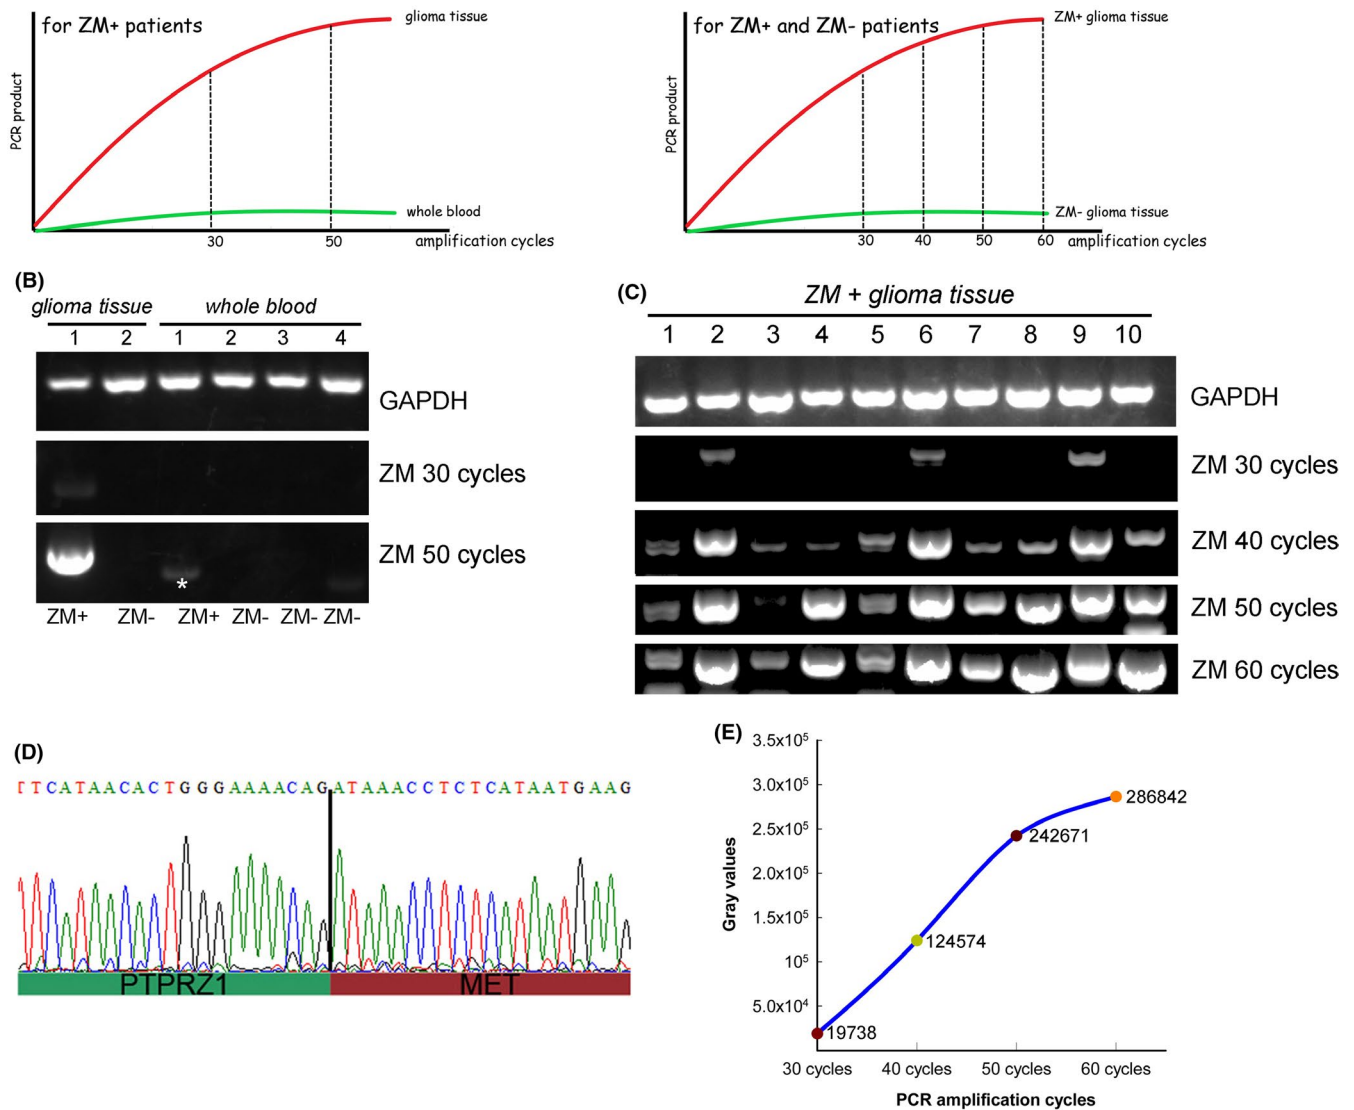 for ZM+ patients
glioma tissue
PCR product
whole blood
30 50 amplification cycles
for ZM+ and ZM- patients
ZM+ glioma tissue
PCR product
ZM- glioma tissue
30 40 50 60 amplification cycles
(B)
glioma tissue whole blood
1 2 1 2 3 4
GAPDH
ZM 30 cycles
ZM 50 cycles
*
ZM+ ZM- ZM+ ZM- ZM- ZM-
(C)
ZM + glioma tissue
1 2 3 4 5 6 7 8 9 10
GAPDH
ZM 30 cycles
ZM 40 cycles
ZM 50 cycles
ZM 60 cycles
(D)
TTCATAACACTGGGAAAACAGATAAACCTCTCATAATGAAG
PTPRZ1 MET
(E)
3.5x10⁵
3.0x10⁵
2.5x10⁵
2.0x10⁵
1.5x10⁵
10⁵
5.0x10⁴
Gray values
286842
242671
124574
19738
30 cycles 40 cycles 50 cycles 60 cycles
PCR amplification cycles